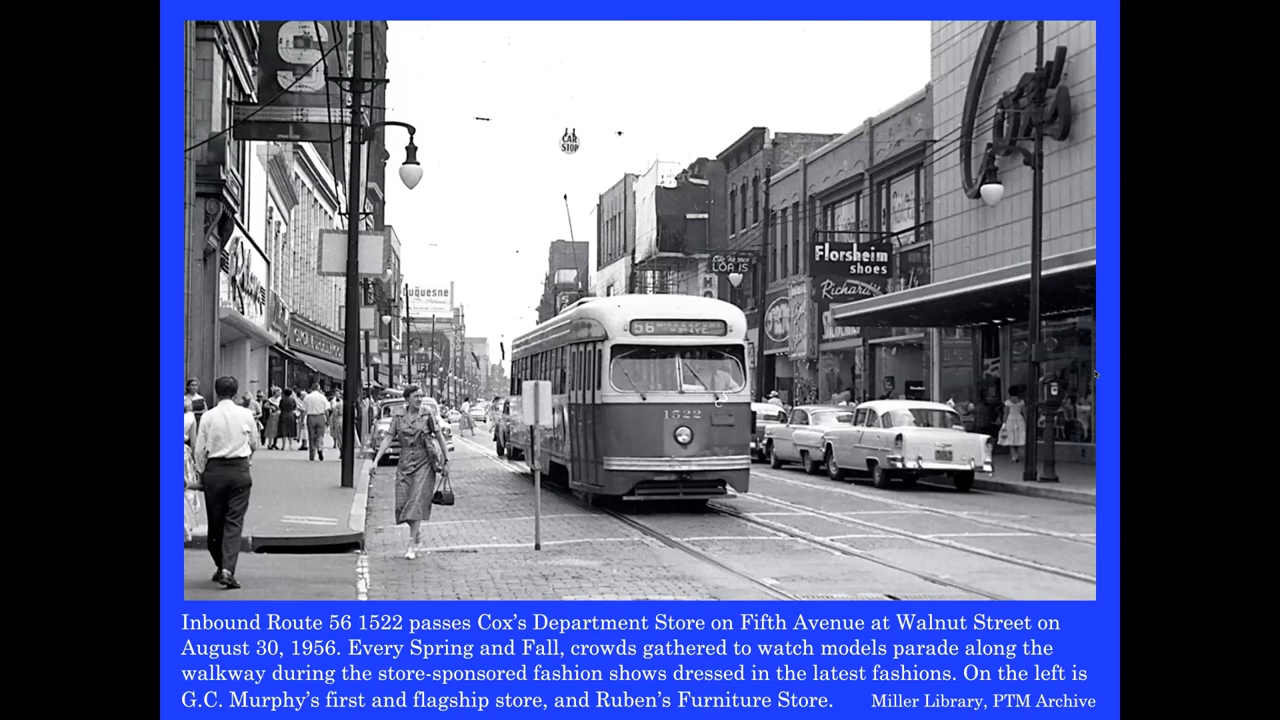 S
CAR
STOP
Duquesne
LOANS
Florsheim
shoes
Richard's
56
1522
Cox's
Inbound Route 56 1522 passes Cox’s Department Store on Fifth Avenue at Walnut Street on
August 30, 1956. Every Spring and Fall, crowds gathered to watch models parade along the
walkway during the store-sponsored fashion shows dressed in the latest fashions. On the left is
G.C. Murphy’s first and flagship store, and Ruben’s Furniture Store.
Miller Library, PTM Archive